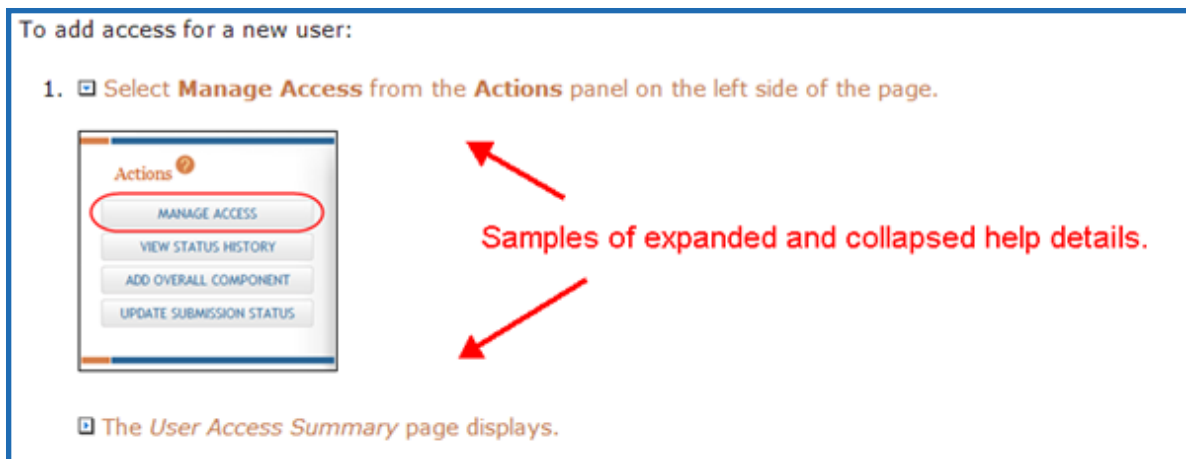 To add access for a new user:
1. Select Manage Access from the Actions panel on the left side of the page.
Actions ?
MANAGE ACCESS
VIEW STATUS HISTORY
ADD OVERALL COMPONENT
UPDATE SUBMISSION STATUS
Samples of expanded and collapsed help details.
The User Access Summary page displays.